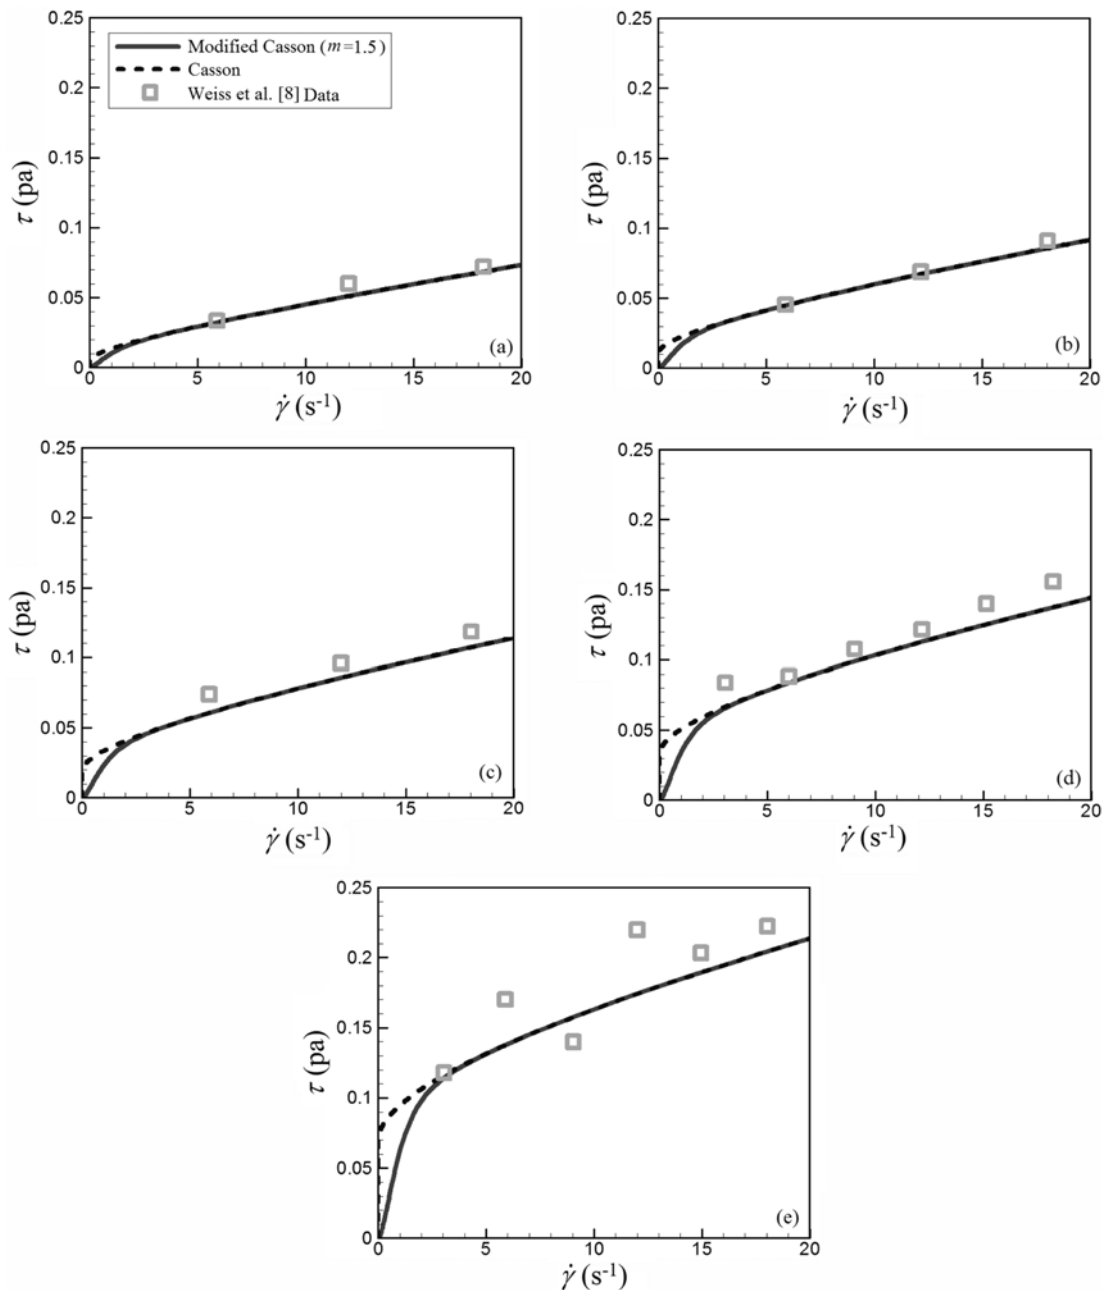 0.25
Modified Casson (m=1.5)
Casson
Weiss et al. [8] Data
0.2
0.15
τ (pa)
0.1
0.05
0
(a)
0 5 10 15 20
γ̇ (s-1)
0.25
0.2
0.15
τ (pa)
0.1
0.05
0
(b)
0 5 10 15 20
γ̇ (s-1)
0.25
0.2
0.15
τ (pa)
0.1
0.05
0
(c)
0 5 10 15 20
γ̇ (s-1)
0.25
0.2
0.15
τ (pa)
0.1
0.05
0
(d)
0 5 10 15 20
γ̇ (s-1)
0.25
0.2
0.15
τ (pa)
0.1
0.05
0
(e)
0 5 10 15 20
γ̇ (s-1)